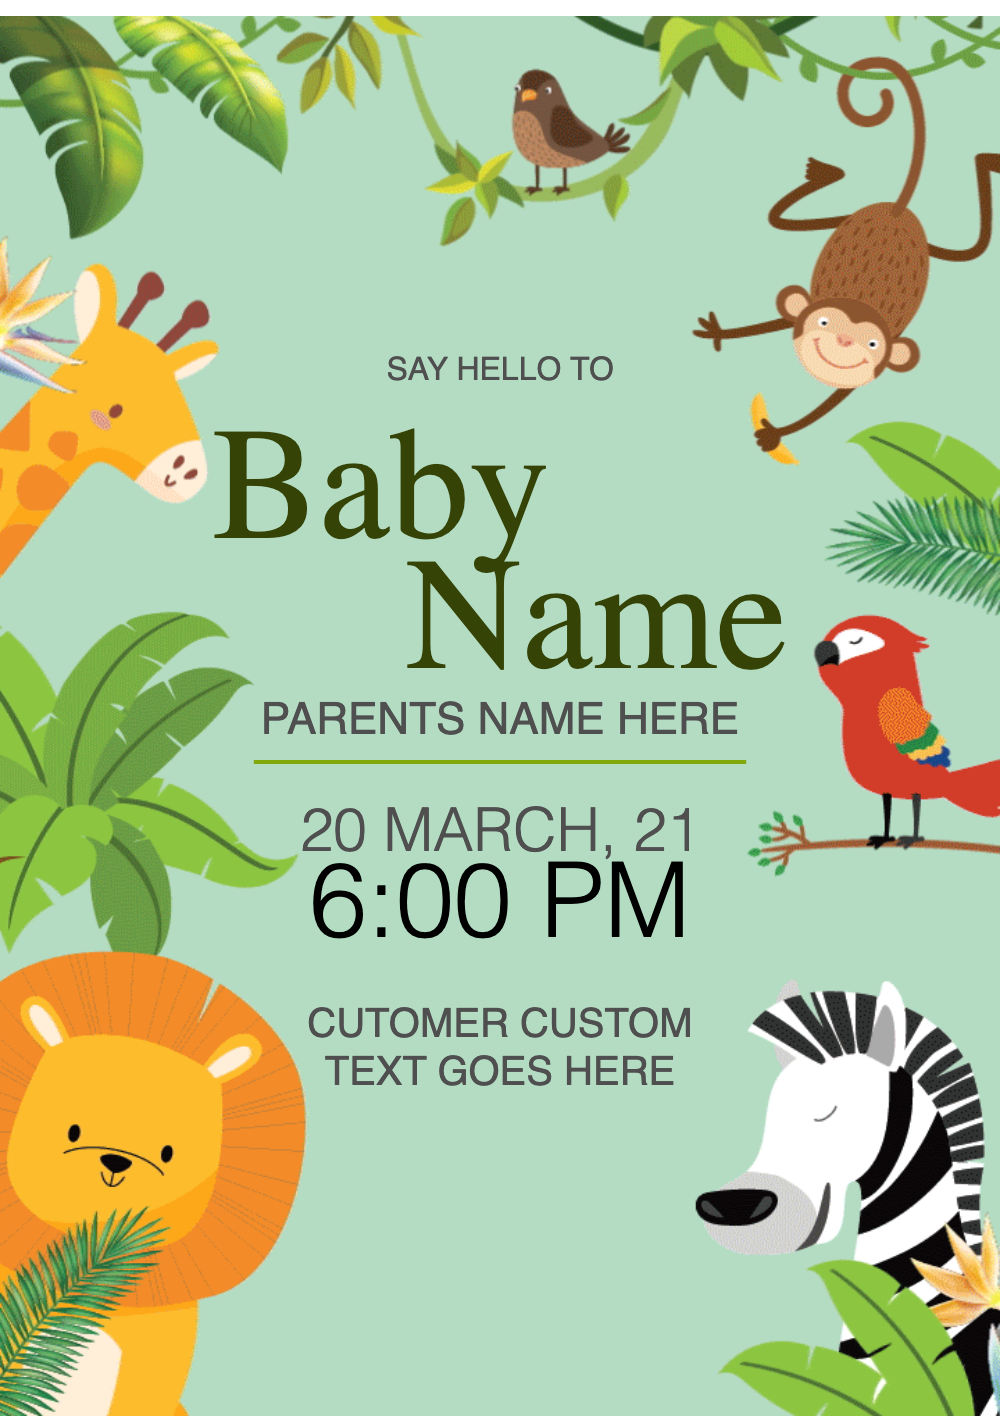 SAY HELLO TO
Baby
Name
PARENTS NAME HERE
20 MARCH, 21
6:00 PM
CUTOMER CUSTOM
TEXT GOES HERE